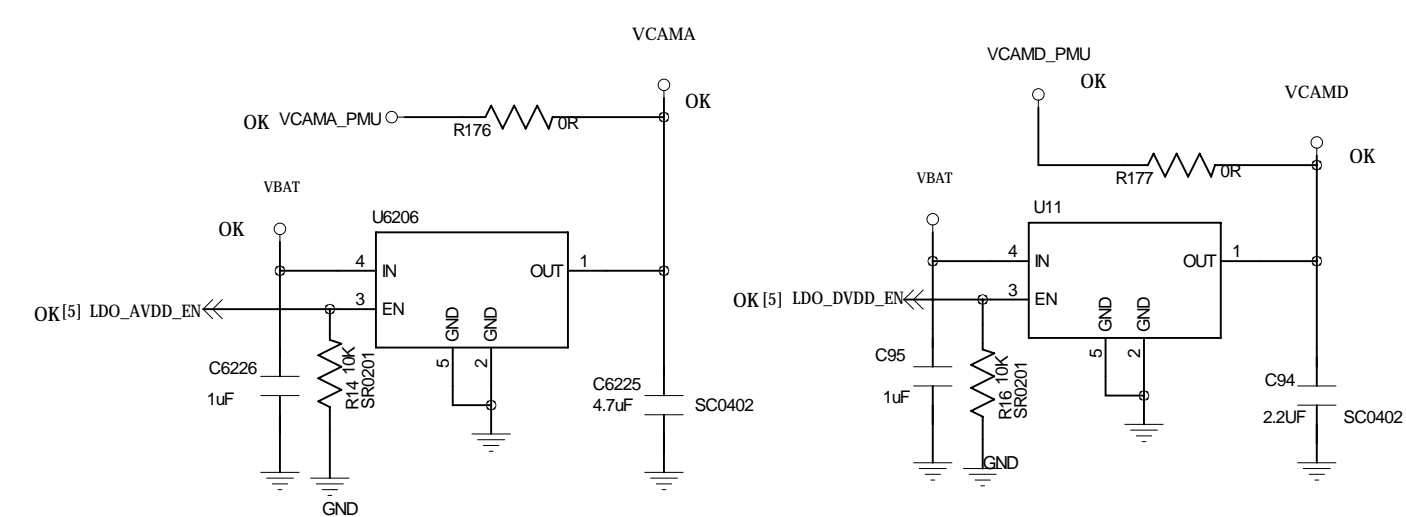 VCAMA
OK
OK VCAMA_PMU
R176 0R
VBAT
OK
U6206
4 IN
OUT 1
OK [5] LDO_AVDD_EN
3 EN
GND GND
5 2
C6226
1uF
R14 10K
SR0201
C6225
4.7uF SC0402
GND
VCAMD_PMU
OK
VCAMD
OK
R177 0R
VBAT
U11
4 IN
OUT 1
OK [5] LDO_DVDD_EN
3 EN
GND GND
5 2
C95
1uF
R16 10K
SR0201
C94
2.2UF SC0402
GND